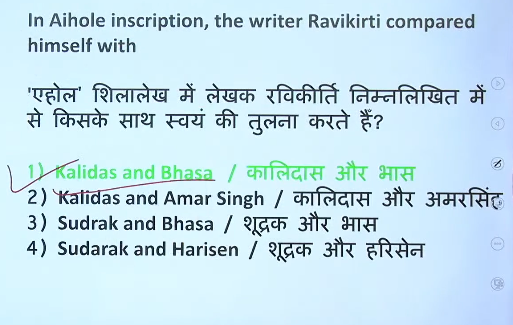 In Aihole inscription, the writer Ravikirti compared
himself with
'एहोल' शिलालेख में लेखक रविकीर्ति निम्नलिखित में
से किसके साथ स्वयं की तुलना करते हैं?
1) Kalidas and Bhasa / कालिदास और भास
2) Kalidas and Amar Singh / कालिदास और अमरसिंह
3) Sudrak and Bhasa / शूद्रक और भास
4) Sudarak and Harisen / शूद्रक और हरिसेन